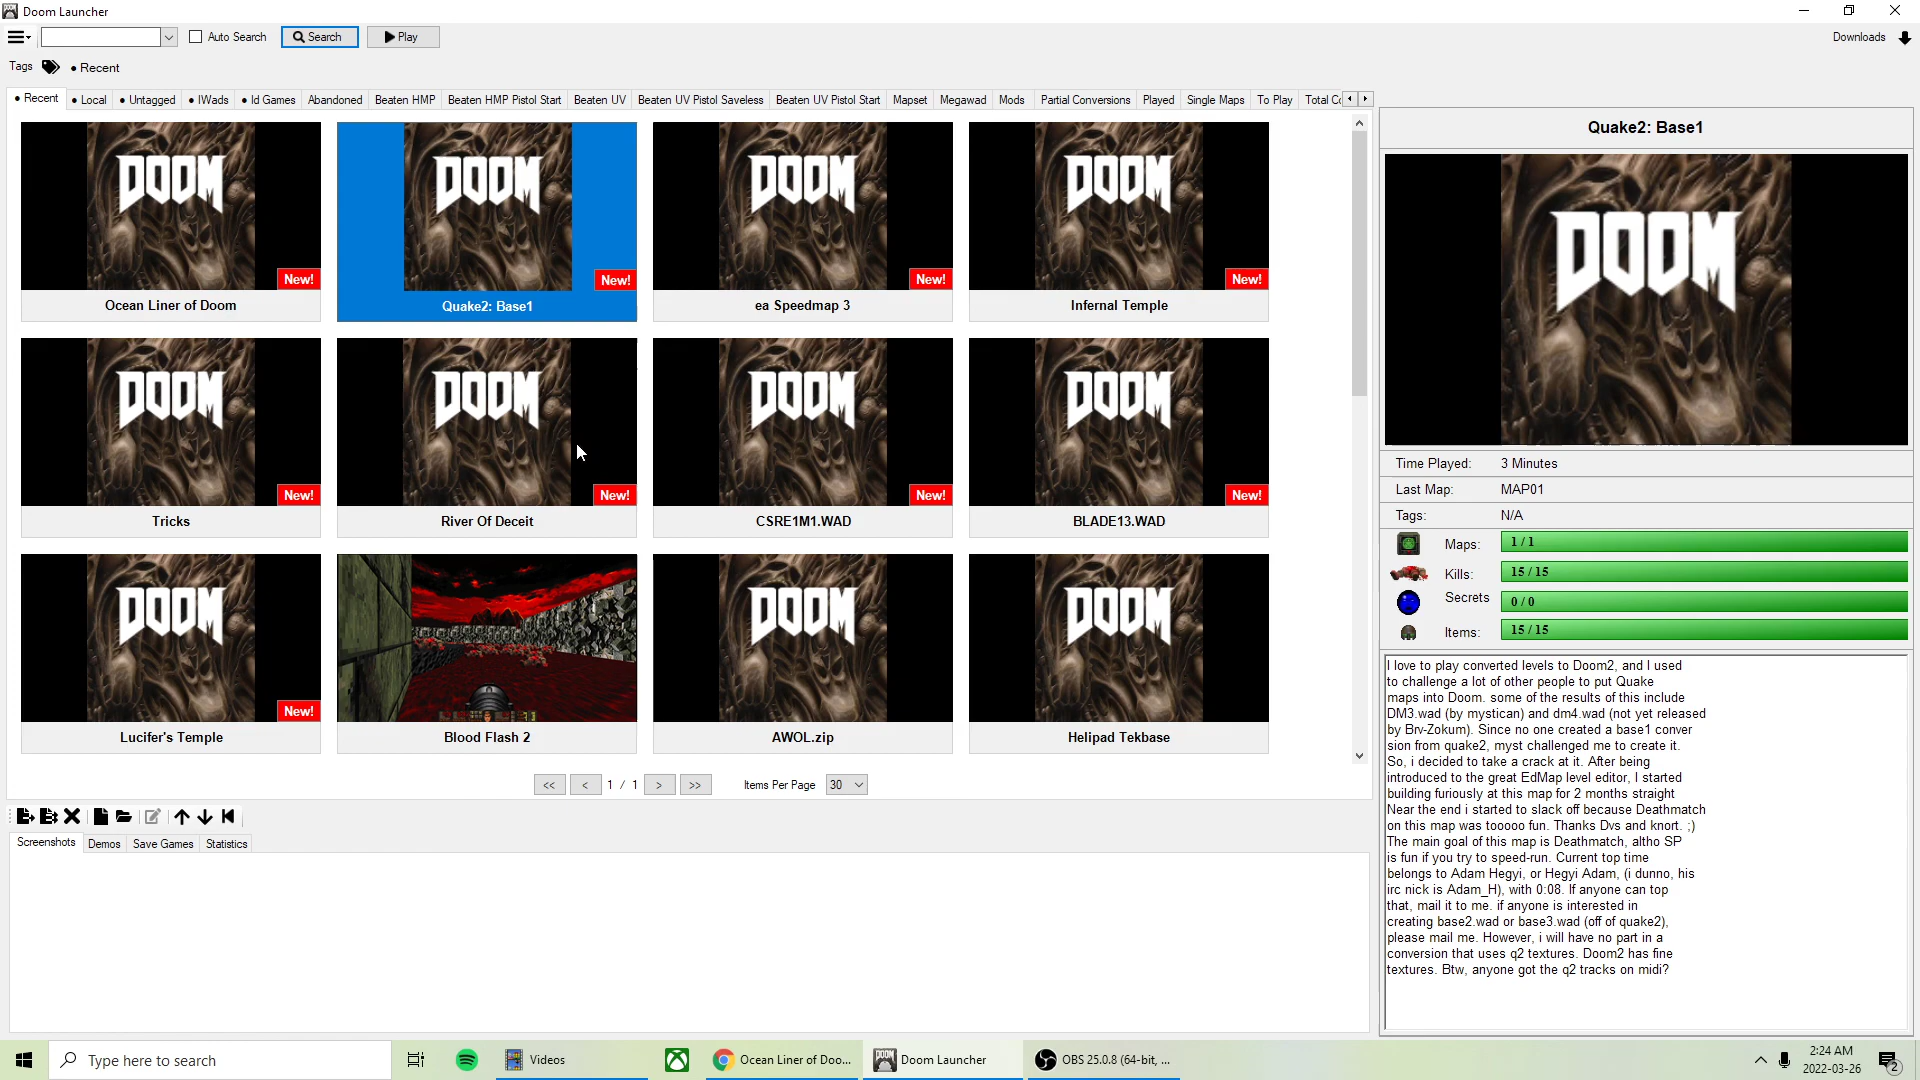 Doom Launcher
Auto Search
Search
Play
Downloads
Tags
• Recent
• Recent
• Local
• Untagged
• IWads
• Id Games
Abandoned
Beaten HMP
Beaten HMP Pistol Start
Beaten UV
Beaten UV Pistol Saveless
Beaten UV Pistol Start
Mapset
Megawad
Mods
Partial Conversions
Played
Single Maps
To Play
DOOM
New!
Ocean Liner of Doom
DOOM
New!
Quake2: Base1
DOOM
New!
ea Speedmap 3
DOOM
New!
Infernal Temple
DOOM
New!
Tricks
DOOM
New!
River Of Deceit
DOOM
New!
CSRE1M1.WAD
DOOM
New!
BLADE13.WAD
DOOM
New!
Lucifer's Temple
Blood Flash 2
DOOM
AWOL.zip
DOOM
Helipad Tekbase
<< < 1 / 1 > >>
Items Per Page 30
Screenshots
Demos
Save Games
Statistics
Quake2: Base1
DOOM
Time Played: 3 Minutes
Last Map: MAP01
Tags: N/A
Maps: 1 / 1
Kills: 15 / 15
Secrets 0 / 0
Items: 15 / 15
I love to play converted levels to Doom2, and I used
to challenge a lot of other people to put Quake
maps into Doom. some of the results of this include
DM3.wad (by mystican) and dm4.wad (not yet released
by Brv-Zokum). Since no one created a base1 conver
sion from quake2, myst challenged me to create it.
So, i decided to take a crack at it. After being
introduced to the great EdMap level editor, I started
building furiously at this map for 2 months straight
Near the end i started to slack off because Deathmatch
on this map was tooooo fun. Thanks Dvs and knort. ;)
The main goal of this map is Deathmatch, altho SP
is fun if you try to speed-run. Current top time
belongs to Adam Hegyi, or Hegyi Adam, (i dunno, his
irc nick is Adam_H), with 0:08. If anyone can top
that, mail it to me. if anyone is interested in
creating base2.wad or base3.wad (off of quake2),
please mail me. However, i will have no part in a
conversion that uses q2 textures. Doom2 has fine
textures. Btw, anyone got the q2 tracks on midi?
Type here to search
Videos
Ocean Liner of Doo...
Doom Launcher
OBS 25.0.8 (64-bit, ...
2:24 AM
2022-03-26
2